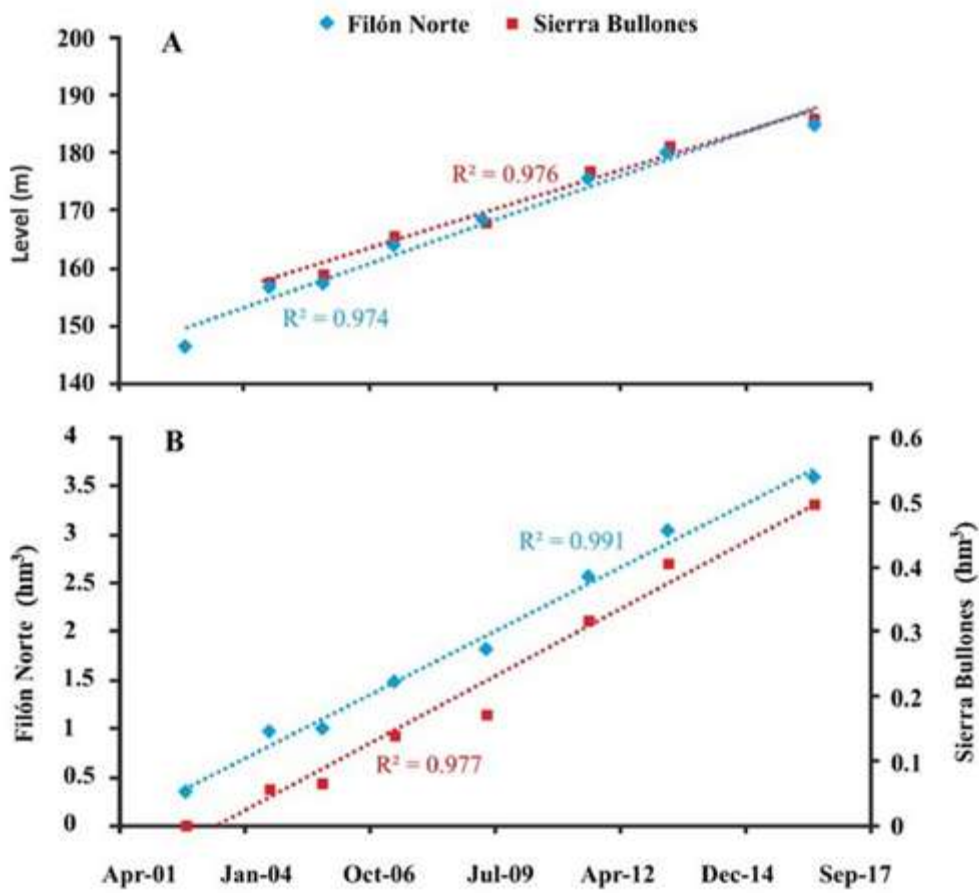 A
Filón Norte
Sierra Bullones
200
190
180
170
160
150
140
Level (m)
R² = 0.976
R² = 0.974
B
4
3.5
3
2.5
2
1.5
1
0.5
0
Filón Norte (hm³)
0.6
0.5
0.4
0.3
0.2
0.1
0
Sierra Bullones (hm³)
R² = 0.991
R² = 0.977
Apr-01 Jan-04 Oct-06 Jul-09 Apr-12 Dec-14 Sep-17